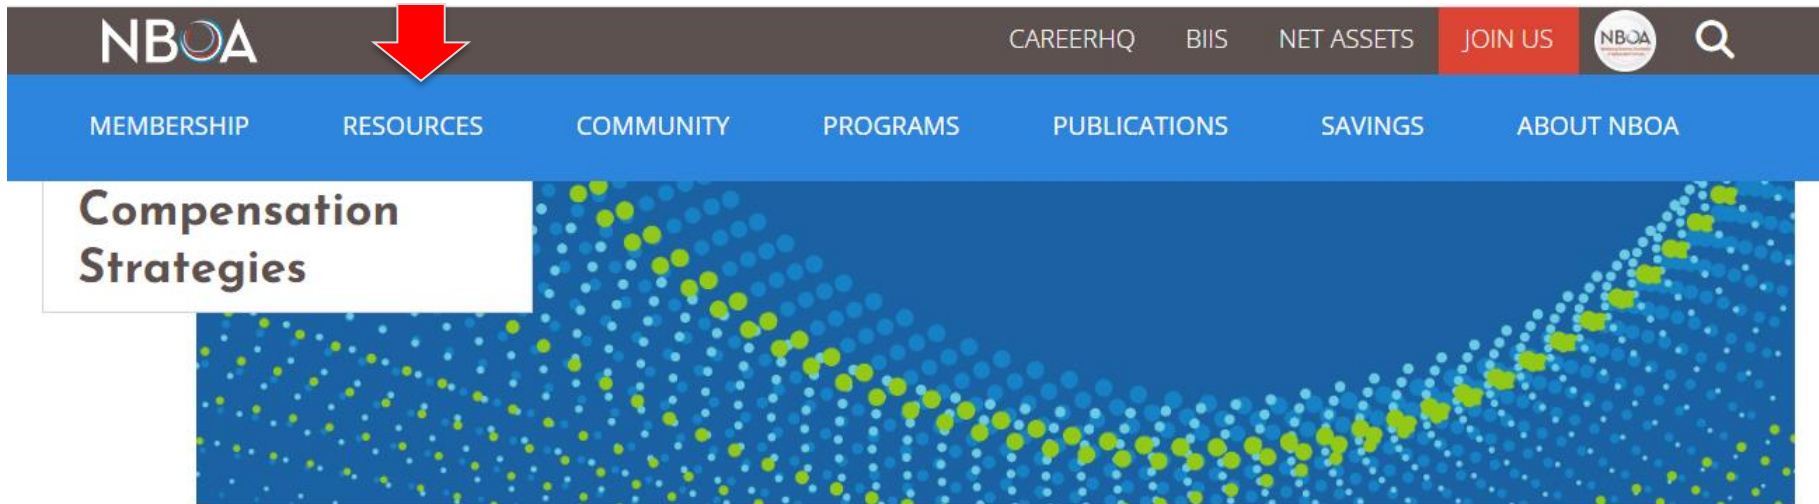 NBOA
CAREERHQ BIIS NET ASSETS JOIN US NBOA
MEMBERSHIP RESOURCES COMMUNITY PROGRAMS PUBLICATIONS SAVINGS ABOUT NBOA
Compensation
Strategies